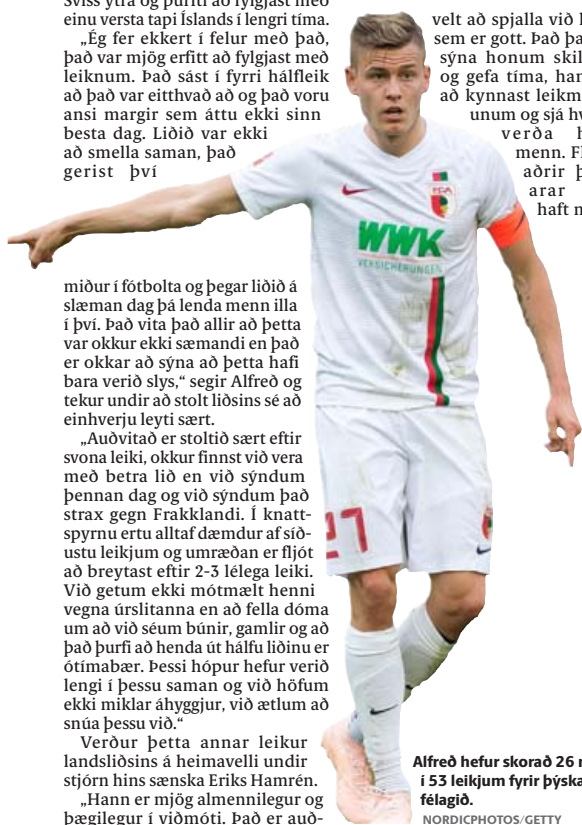 Sviss ytra og þurfti að fylgjast með
einu versta tapi Íslands í lengri tíma.
„Ég fer ekkert í felur með það,
það var mjög erfitt að fylgjast með
leiknum. Það sást í fyrri hálfleik
að það var eitthvað að og það voru
ansi margir sem áttu ekki sinn
besta dag. Liðið var ekki
að smella saman, það
gerist því
miður í fótbolta og þegar liðið á
slæman dag þá lenda menn illa
í því. Það vita það allir að þetta
var okkur ekki sæmandi en það
er okkar að sýna að þetta hafi
bara verið slys,“ segir Alfreð og
tekur undir að stolt liðsins sé að
einhverju leyti sært.
„Auðvitað er stoltið sært eftir
svona leiki, okkur finnst við vera
með betra lið en við sýndum
þennan dag og við sýndum það
strax gegn Frakklandi. Í knatt-
spyrnu ertu alltaf dæmdur af síð-
ustu leikjum og umræðan er fljót
að breytast eftir 2-3 lélega leiki.
Við getum ekki mótmælt henni
vegna úrslitanna en að fella dóma
um að við séum búnir, gamlir og að
það þurfi að henda út hálfu liðinu er
ótímabær. Þessi hópur hefur verið
lengi í þessu saman og við höfum
ekki miklar áhyggjur, við ætlum að
snúa þessu við.“
Verður þetta annar leikur
landsliðsins á heimavelli undir
stjórn hins sænska Eriks Hamrén.
„Hann er mjög almennilegur og
þægilegur í viðmóti. Það er auð-
velt að spjalla við
sem er gott. Það
sýna honum
og gefa tíma,
að kynnast
unum og sjá
verða
menn.
aðrir
arar
haft
FCA
WWK
VERSICHERUNGEN
27
Alfreð hefur skorað 26
í 53 leikjum fyrir
félagið.
NORDICPHOTOS/GETTY